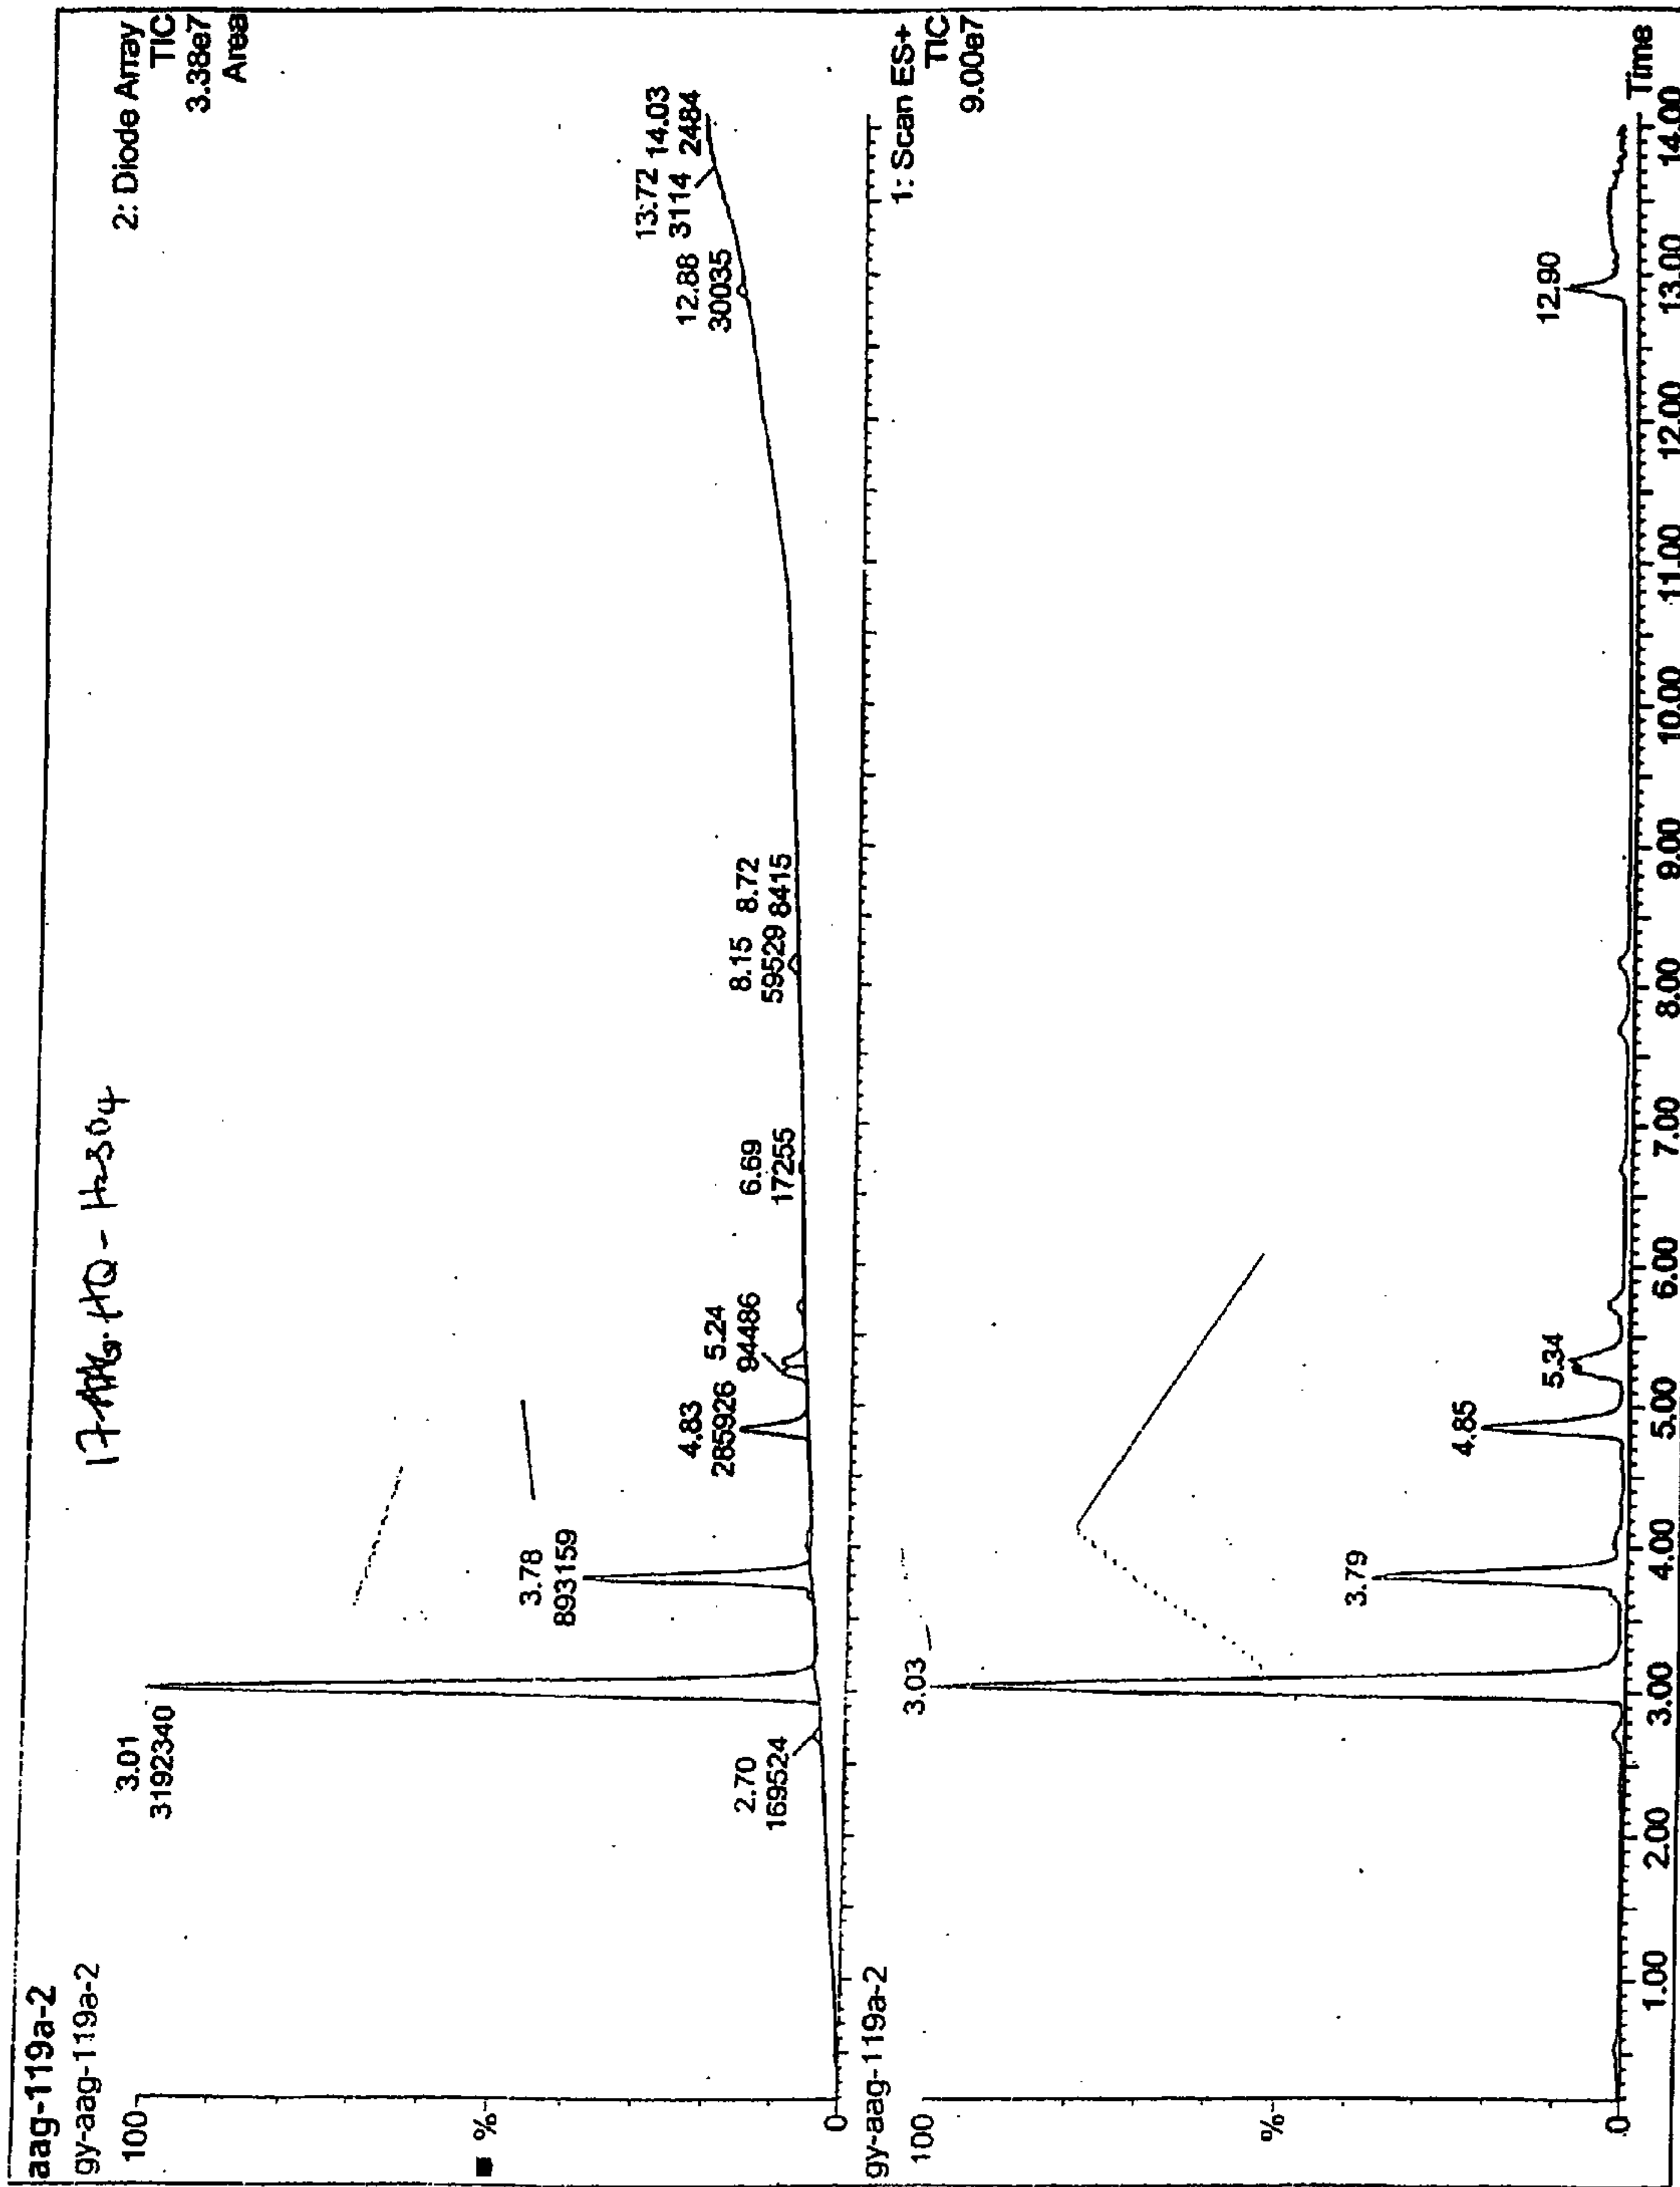 aag-119a-2
17-AAG.HQ - H2SO4
gy-aag-119a-2
2: Diode Array
TIC
3.38e7
Area
100
%
0
3.01
3192340
2.70
169524
3.78
893159
4.83
285926
5.24
94486
6.69
17255
8.15
59529
8.72
8415
12.88
30035
13.72
3114
14.03
2484
gy-aag-119a-2
1: Scan ES+
TIC
9.00e7
100
%
0
3.03
3.79
4.85
5.34
12.90
Time
1.00 2.00 3.00 4.00 5.00 6.00 7.00 8.00 9.00 10.00 11.00 12.00 13.00 14.00